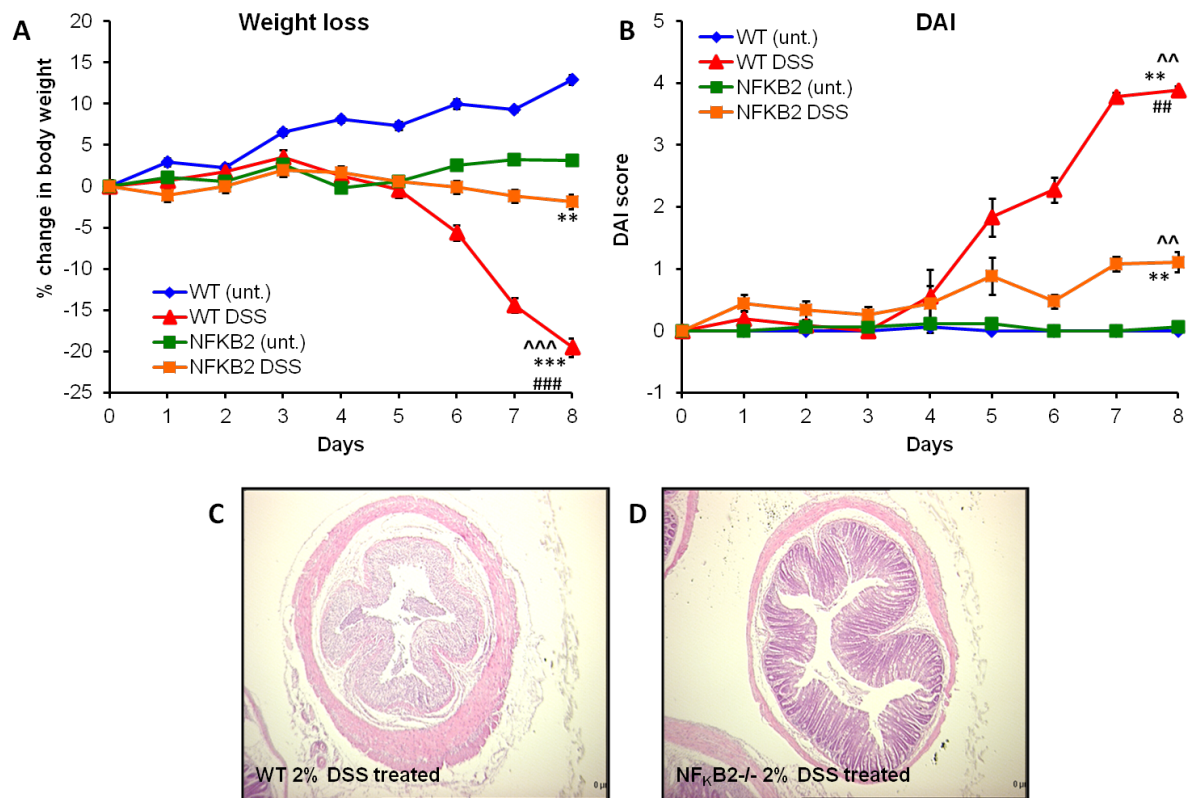 A
Weight loss
% change in body weight
20
15
10
5
0
-5
-10
-15
-20
-25
WT (unt.)
WT DSS
NFKB2 (unt.)
NFKB2 DSS
**
^^^
***
###
0 1 2 3 4 5 6 7 8
Days
B
DAI
DAI score
5
4
3
2
1
0
-1
WT (unt.)
WT DSS
NFKB2 (unt.)
NFKB2 DSS
^^
**
##
^^
**
0 1 2 3 4 5 6 7 8
Days
C
WT 2% DSS treated
D
NFKB2-/- 2% DSS treated